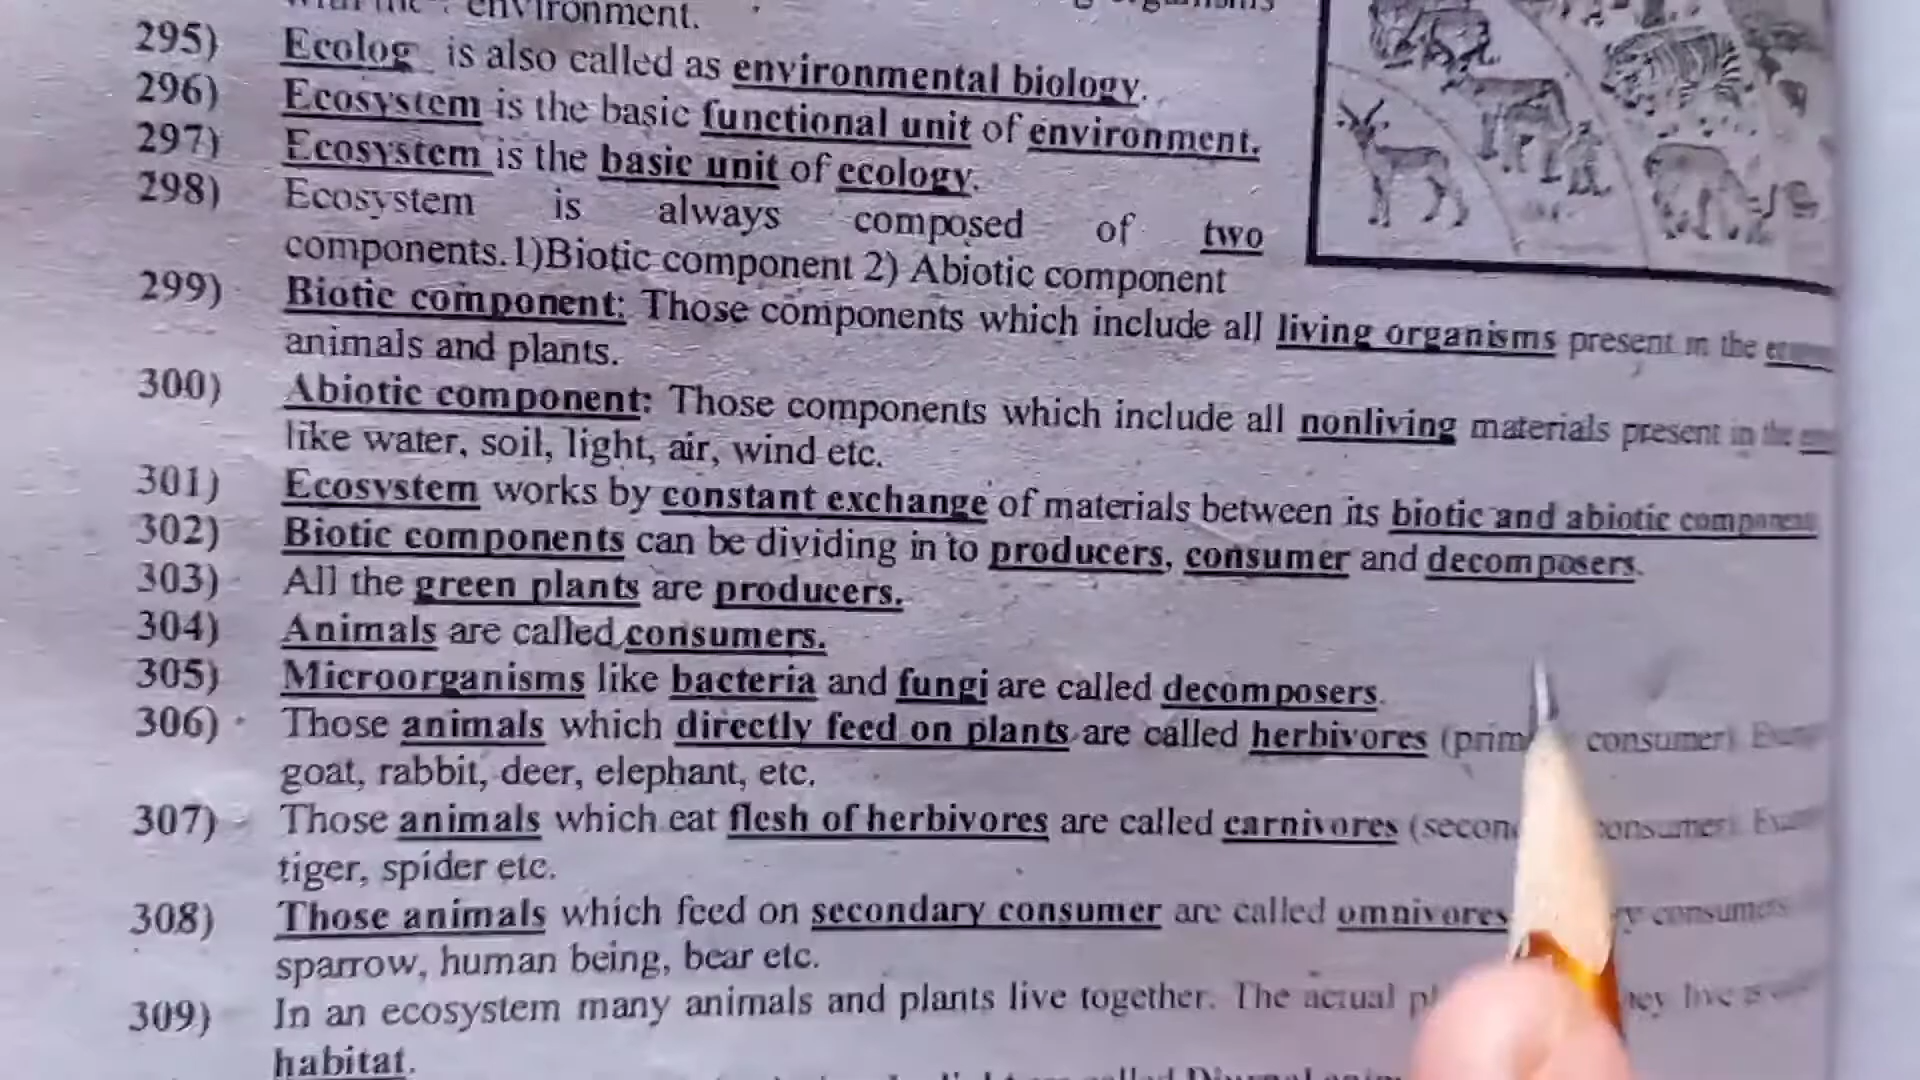 environment.
295) Ecolog is also called as environmental biology.
296) Ecosystem is the basic functional unit of environment.
297) Ecosystem is the basic unit of ecology.
298) Ecosystem is always composed of two
components. 1)Biotic component 2) Abiotic component
299) Biotic component: Those components which include all living organisms present in the
animals and plants.
300) Abiotic component: Those components which include all nonliving materials present in the
like water, soil, light, air, wind etc.
301) Ecosystem works by constant exchange of materials between its biotic and abiotic component
302) Biotic components can be dividing in to producers, consumer and decomposers.
303) All the green plants are producers.
304) Animals are called consumers.
305) Microorganisms like bacteria and fungi are called decomposers.
306) Those animals which directly feed on plants are called herbivores (prim consumer)
goat, rabbit, deer, elephant, etc.
307) Those animals which eat flesh of herbivores are called carnivores (secon consumer)
tiger, spider etc.
308) Those animals which feed on secondary consumer are called omnivores consumers
sparrow, human being, bear etc.
309) In an ecosystem many animals and plants live together. The actual live
habitat.
called Diurnal